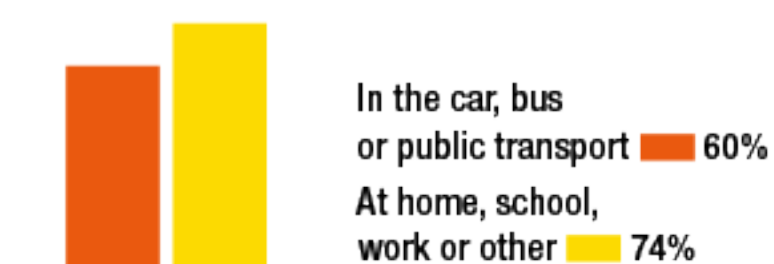 In the car, bus
or public transport 60%
At home, school,
work or other 74%